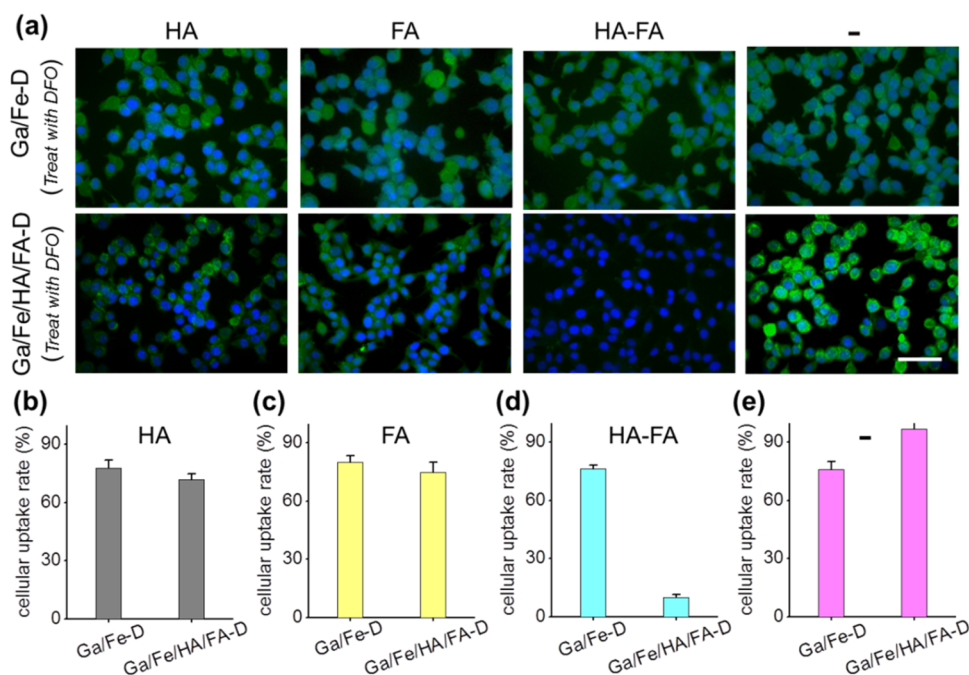 (a)
HA
FA
HA-FA
-
Ga/Fe-D
(Treat with DFO)
Ga/Fe/HA/FA-D
(Treat with DFO)
(b)
HA
cellular uptake rate (%)
90
60
30
0
Ga/Fe-D
Ga/Fe/HA/FA-D
(c)
FA
cellular uptake rate (%)
90
60
30
0
Ga/Fe-D
Ga/Fe/HA/FA-D
(d)
HA-FA
cellular uptake rate (%)
90
60
30
0
Ga/Fe-D
Ga/Fe/HA/FA-D
(e)
-
cellular uptake rate (%)
90
60
30
0
Ga/Fe-D
Ga/Fe/HA/FA-D